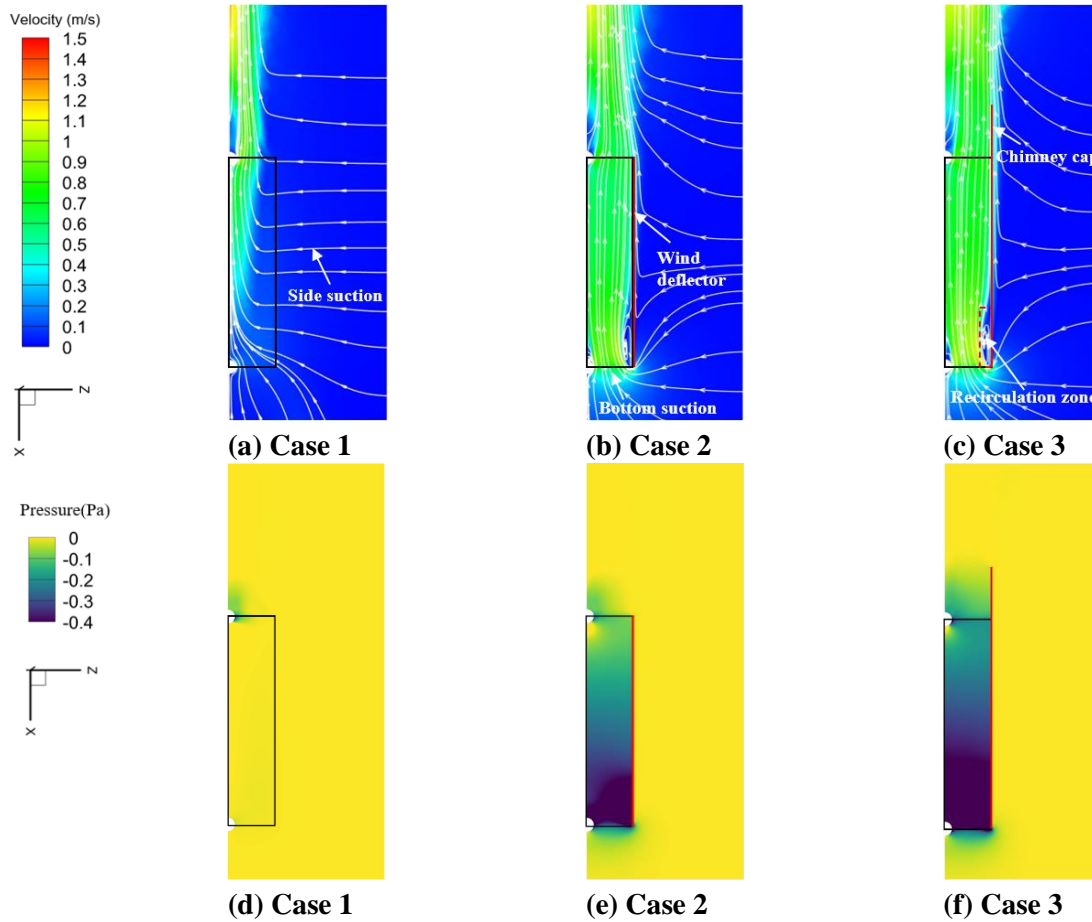 Velocity (m/s)
1.5
1.4
1.3
1.2
1.1
1
0.9
0.8
0.7
0.6
0.5
0.4
0.3
0.2
0.1
0
Z
X
Side suction
Wind
deflector
Bottom suction
Chimney cap
Recirculation zone
(a) Case 1
(b) Case 2
(c) Case 3
Pressure(Pa)
0
-0.1
-0.2
-0.3
-0.4
Z
X
(d) Case 1
(e) Case 2
(f) Case 3